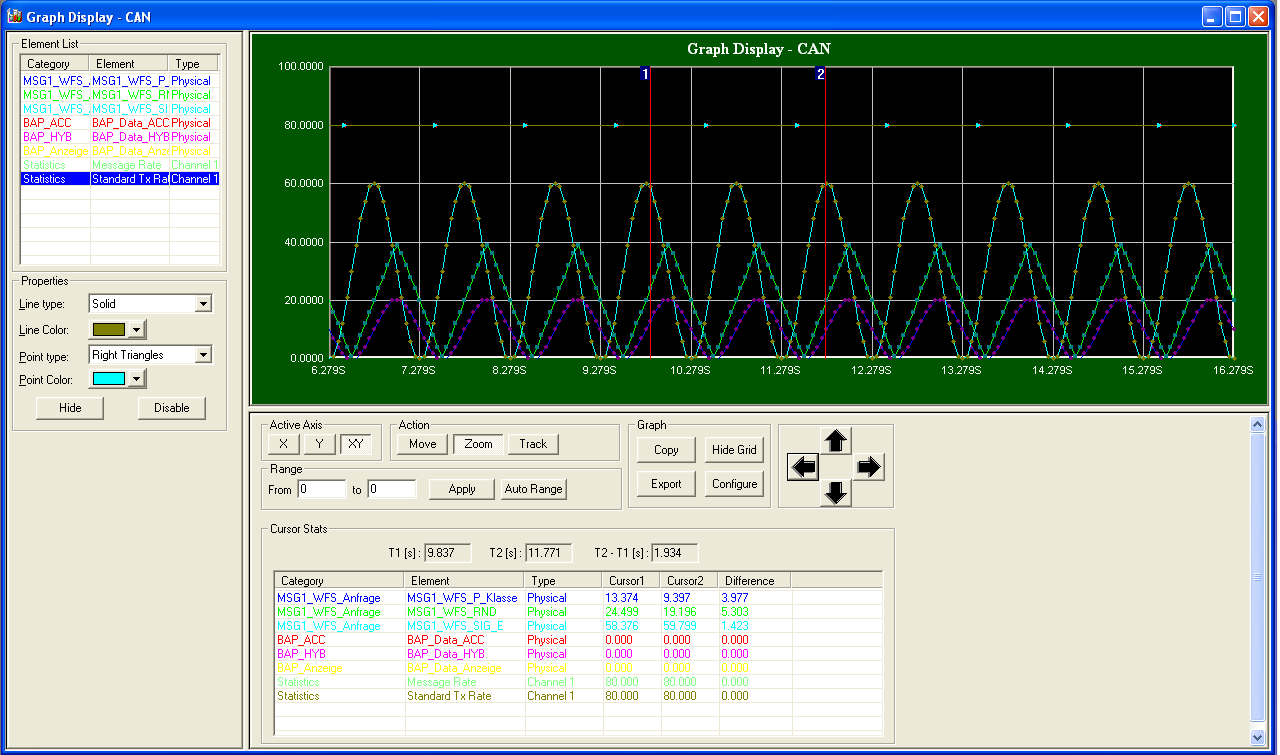 Graph Display - CAN
Element List
Category Element Type
MSG1_WFS_ MSG1_WFS_P_ Physical
MSG1_WFS_ MSG1_WFS_RN Physical
MSG1_WFS_ MSG1_WFS_SI Physical
BAP_ACC BAP_Data_ACC Physical
BAP_HYB BAP_Data_HYB Physical
BAP_Anzeige BAP_Data_Anze Physical
Statistics Message Rate Channel 1
Statistics Standard Tx Rat Channel 1
Properties
Line type: Solid
Line Color:
Point type: Right Triangles
Point Color:
Hide Disable
Graph Display - CAN
1 2
100.0000
80.0000
60.0000
40.0000
20.0000
0.0000
6.279S 7.279S 8.279S 9.279S 10.279S 11.279S 12.279S 13.279S 14.279S 15.279S 16.279S
Active Axis
X Y XY
Action
Move Zoom Track
Range
From 0 to 0 Apply Auto Range
Graph
Copy Hide Grid
Export Configure
Cursor Stats
T1 [s] : 9.837 T2 [s] : 11.771 T2 - T1 [s] : 1.934
Category Element Type Cursor1 Cursor2 Difference
MSG1_WFS_Anfrage MSG1_WFS_P_Klasse Physical 13.374 9.397 3.977
MSG1_WFS_Anfrage MSG1_WFS_RND Physical 24.499 19.196 5.303
MSG1_WFS_Anfrage MSG1_WFS_SIG_E Physical 58.376 59.799 1.423
BAP_ACC BAP_Data_ACC Physical 0.000 0.000 0.000
BAP_HYB BAP_Data_HYB Physical 0.000 0.000 0.000
BAP_Anzeige BAP_Data_Anzeige Physical 0.000 0.000 0.000
Statistics Message Rate Channel 1 80.000 80.000 0.000
Statistics Standard Tx Rate Channel 1 80.000 80.000 0.000